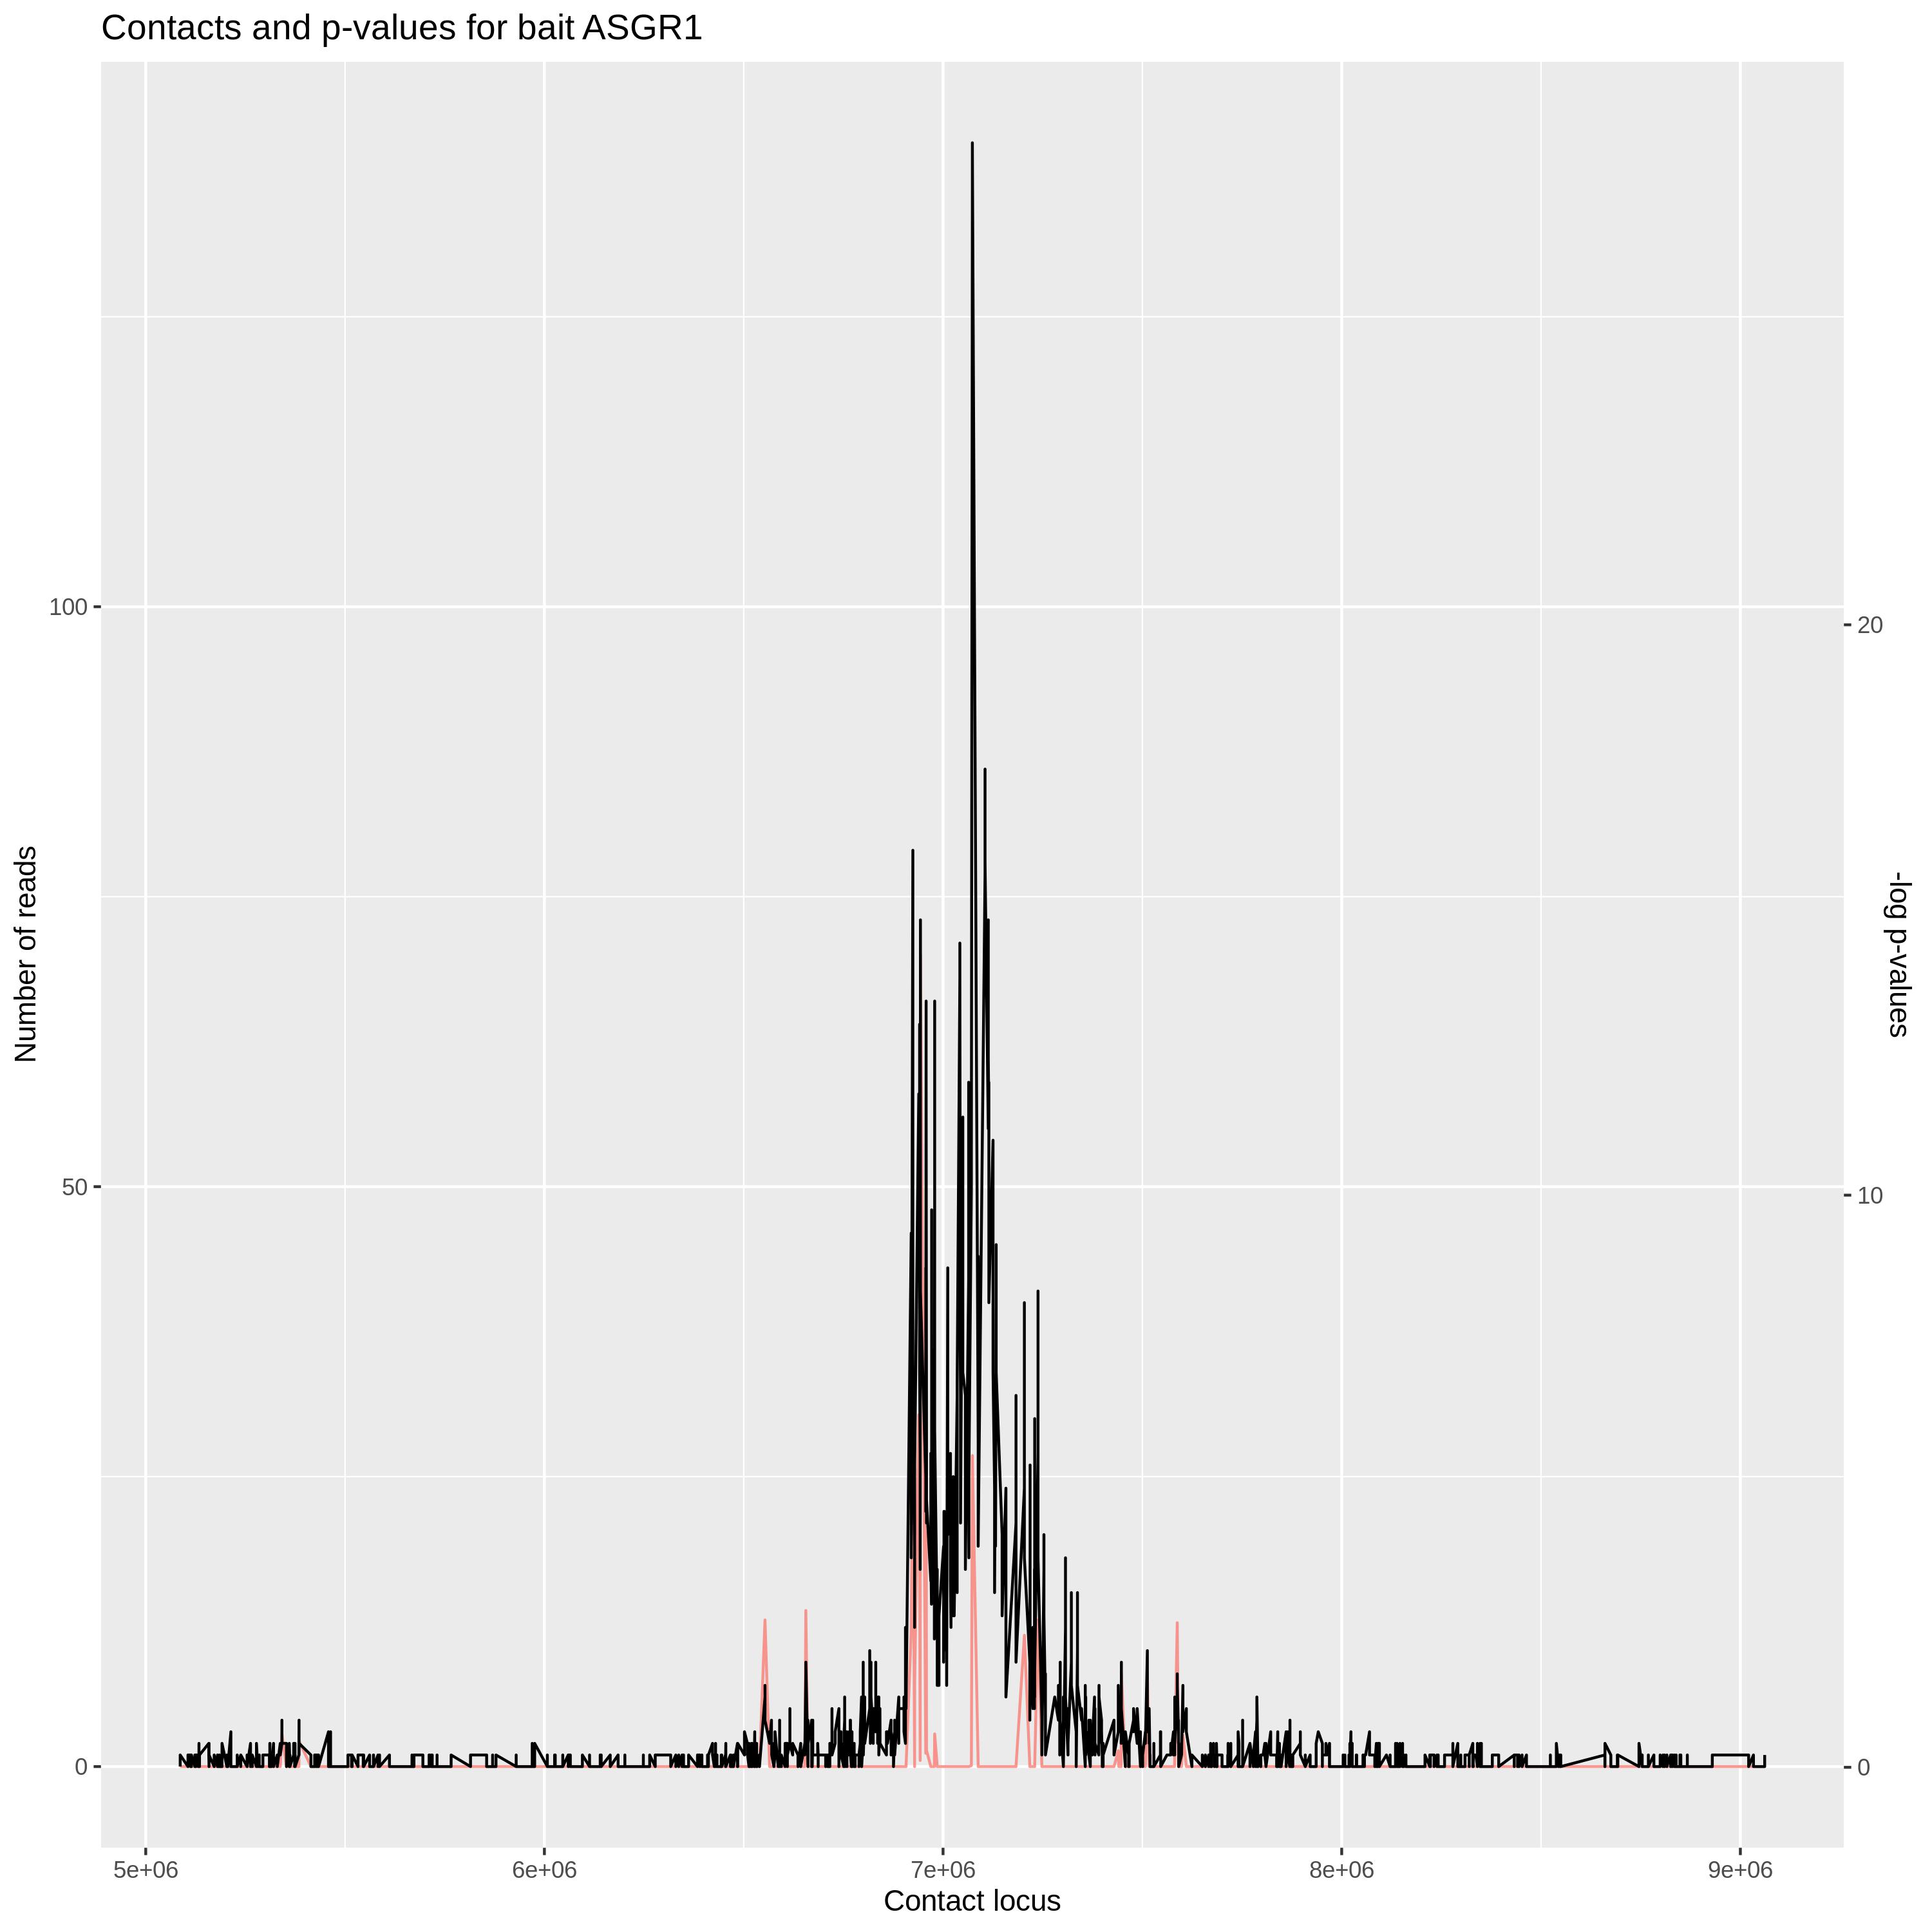 Contacts and p-values for bait ASGR1
100
50
0
Number of reads
20
10
0
-log p-values
5e+06
6e+06
7e+06
8e+06
9e+06
Contact locus